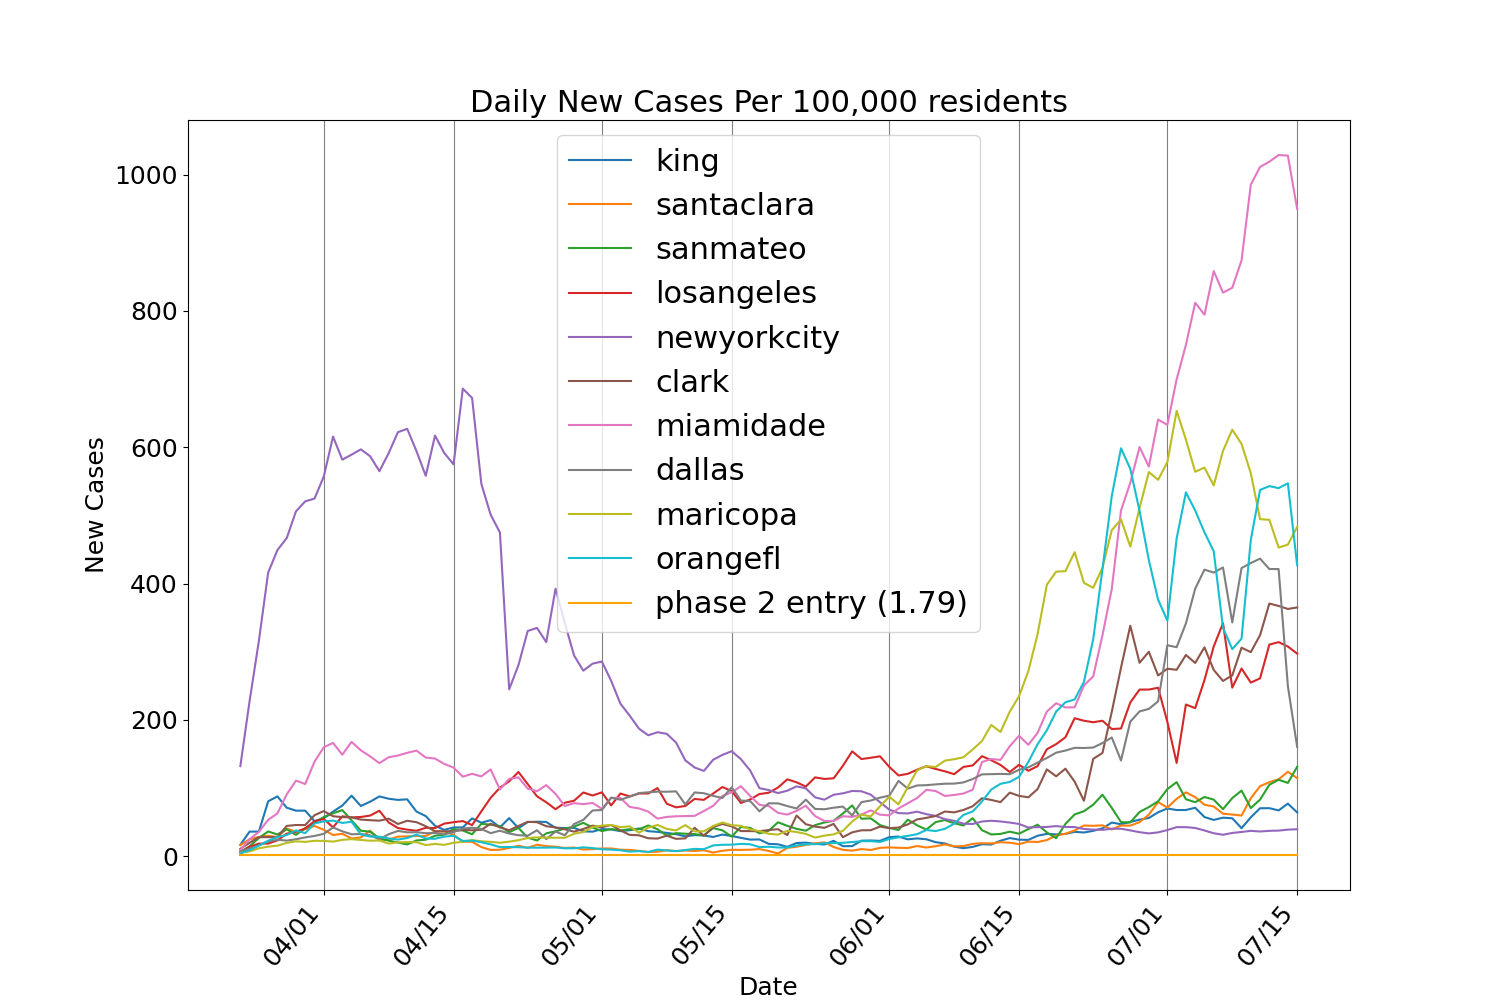 Daily New Cases Per 100,000 residents
king
santaclara
sanmateo
losangeles
newyorkcity
clark
miamidade
dallas
maricopa
orangefl
phase 2 entry (1.79)
New Cases
1000
800
600
400
200
0
04/01
04/15
05/01
05/15
06/01
06/15
07/01
07/15
Date